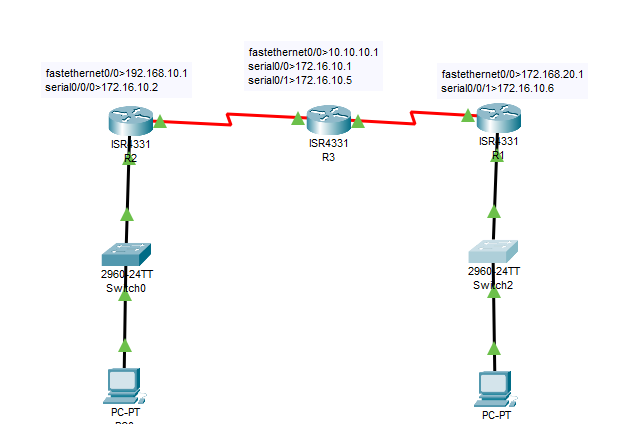 fastethernet0/0>192.168.10.1
serial0/0/0>172.16.10.2
fastethernet0/0>10.10.10.1
serial0/0>172.16.10.1
serial0/1>172.16.10.5
fastethernet0/0>172.168.20.1
serial0/0/1>172.16.10.6
ISR4331
R2
ISR4331
R3
ISR4331
R1
2960-24TT
Switch0
2960-24TT
Switch2
PC-PT
PC-PT